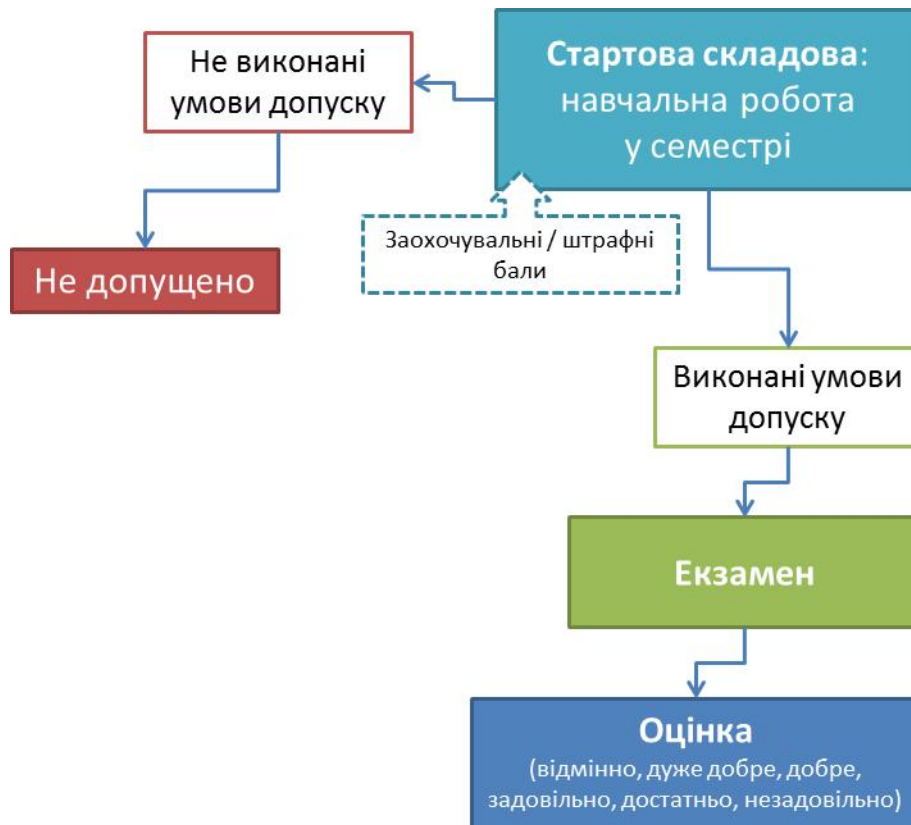 Стартова складова:
навчальна робота
у семестрі
Не виконані
умови допуску
Заохочувальні / штрафні
бали
Не допущено
Виконані умови
допуску
Екзамен
Оцінка
(відмінно, дуже добре, добре,
задовільно, достатньо, незадовільно)